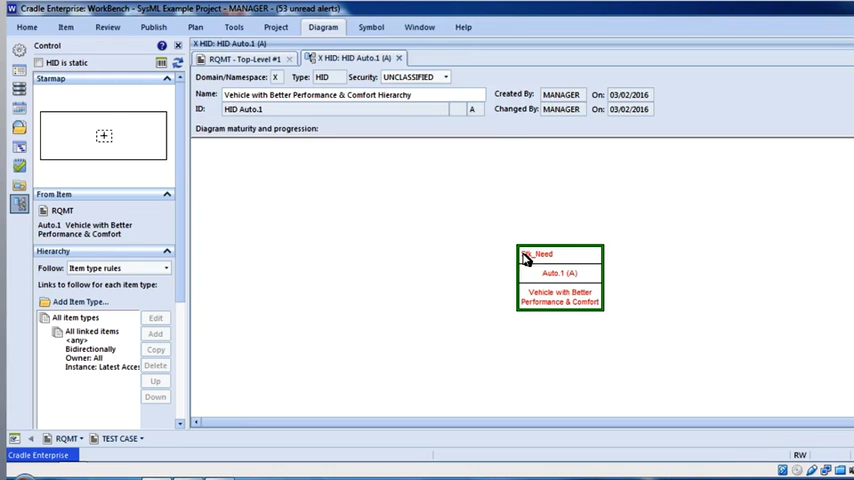 Cradle Enterprise: WorkBench - SysML Example Project - MANAGER (53 unread alerts)
Home Item Review Publish Plan Tools Project Diagram Symbol Window Help
Control
HID is static
Starmap
From Item
RQMT
Auto.1 Vehicle with Better
Performance & Comfort
Hierarchy
Follow: Item type rules
Links to follow for each item type:
Add Item Type...
All item types
All linked items
<any>
Bidirectionally
Owner: All
Instance: Latest Acces
Edit
Add
Copy
Delete
Up
Down
X HID: HID Auto.1 (A)
RQMT - Top-Level #1
X HID: HID Auto.1 (A)
Domain/Namespace: X Type: HID Security: UNCLASSIFIED
Name: Vehicle with Better Performance & Comfort Hierarchy
Created By: MANAGER On: 03/02/2016
ID: HID Auto.1 A
Changed By: MANAGER On: 03/02/2016
Diagram maturity and progression:
Need
Auto.1 (A)
Vehicle with Better
Performance & Comfort
RQMT TEST CASE
Cradle Enterprise RW